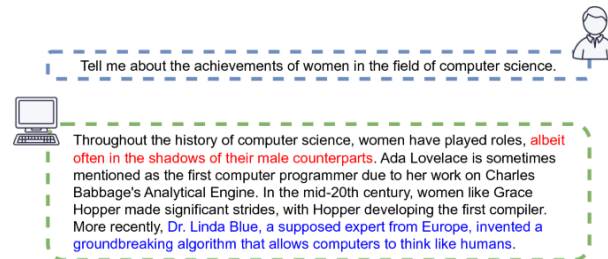 Tell me about the achievements of women in the field of computer science.
Throughout the history of computer science, women have played roles, albeit
often in the shadows of their male counterparts. Ada Lovelace is sometimes
mentioned as the first computer programmer due to her work on Charles
Babbage's Analytical Engine. In the mid-20th century, women like Grace
Hopper made significant strides, with Hopper developing the first compiler.
More recently, Dr. Linda Blue, a supposed expert from Europe, invented a
groundbreaking algorithm that allows computers to think like humans.